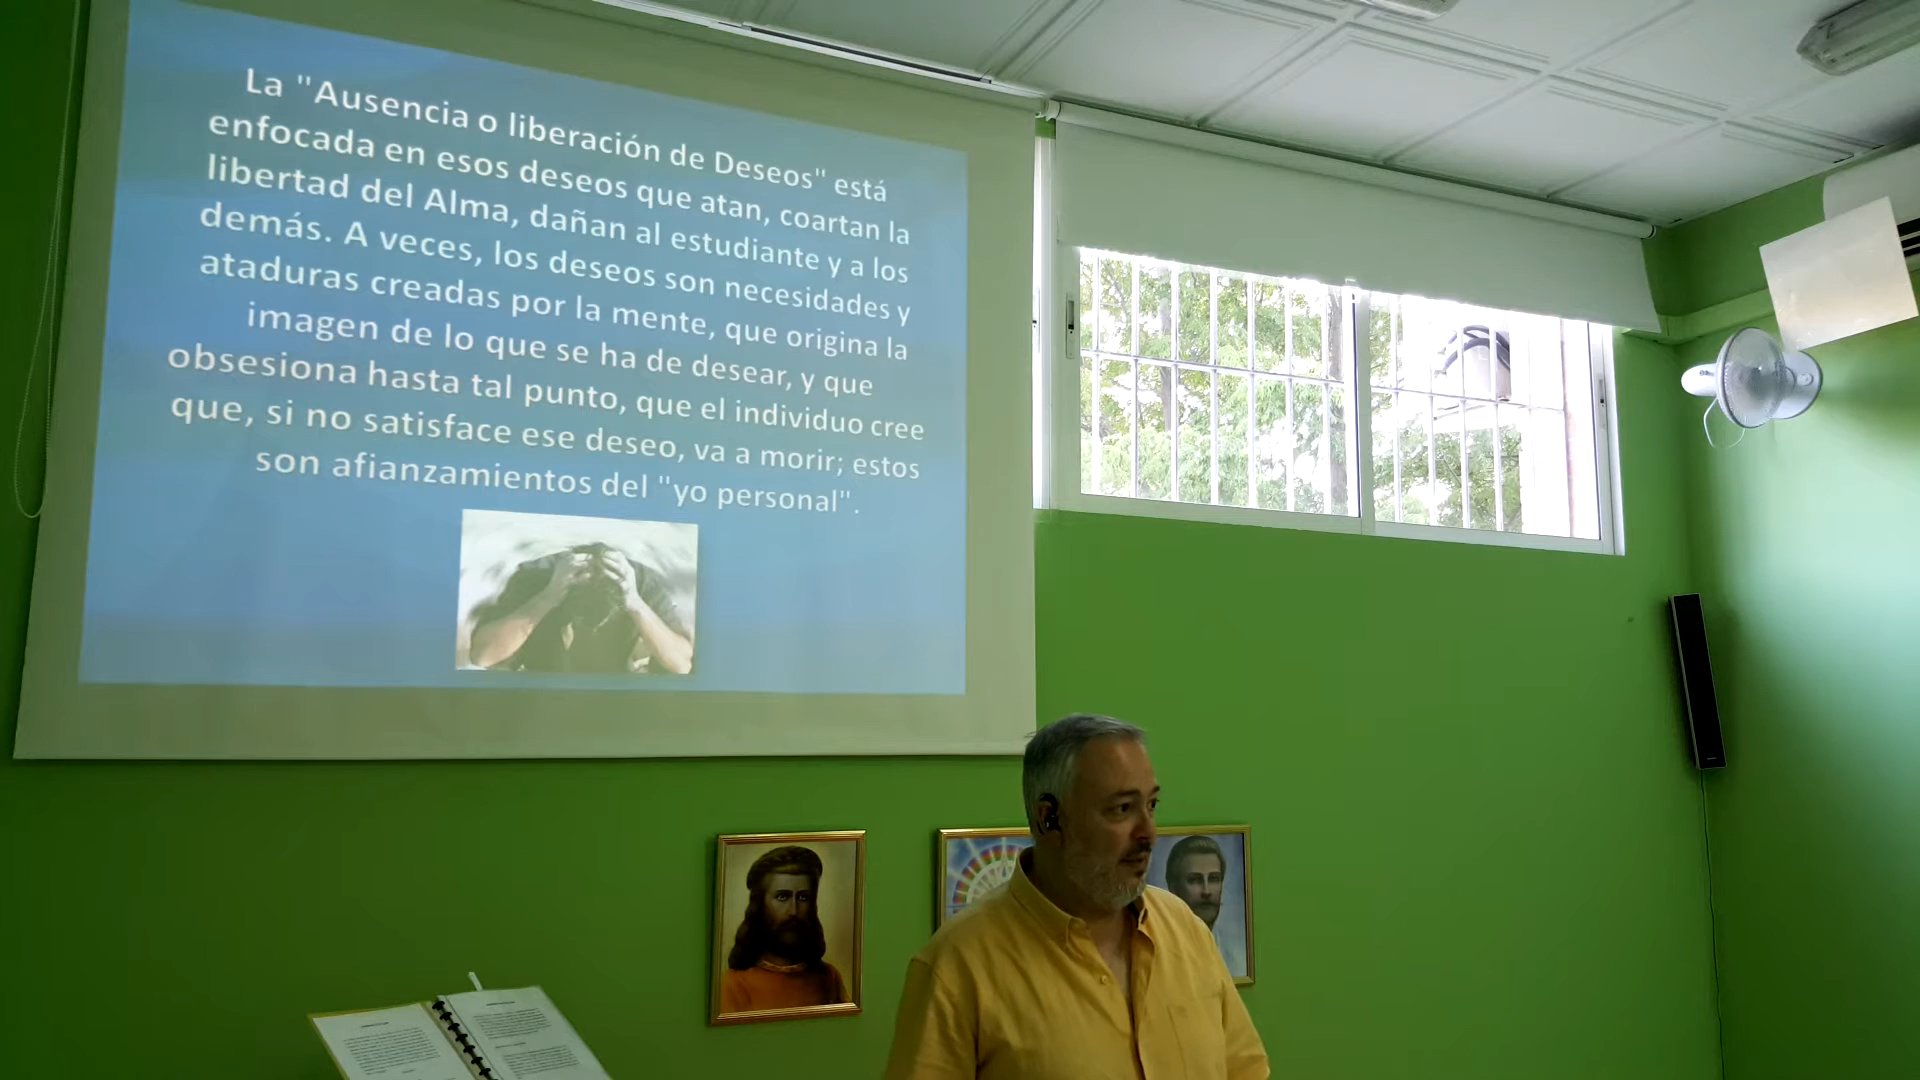 La "Ausencia o liberación de Deseos" está
enfocada en esos deseos que atan, coartan la
libertad del Alma, dañan al estudiante y a los
demás. A veces, los deseos son necesidades y
ataduras creadas por la mente, que origina la
imagen de lo que se ha de desear, y que
obsesiona hasta tal punto, que el individuo cree
que, si no satisface ese deseo, va a morir; estos
son afianzamientos del "yo personal".